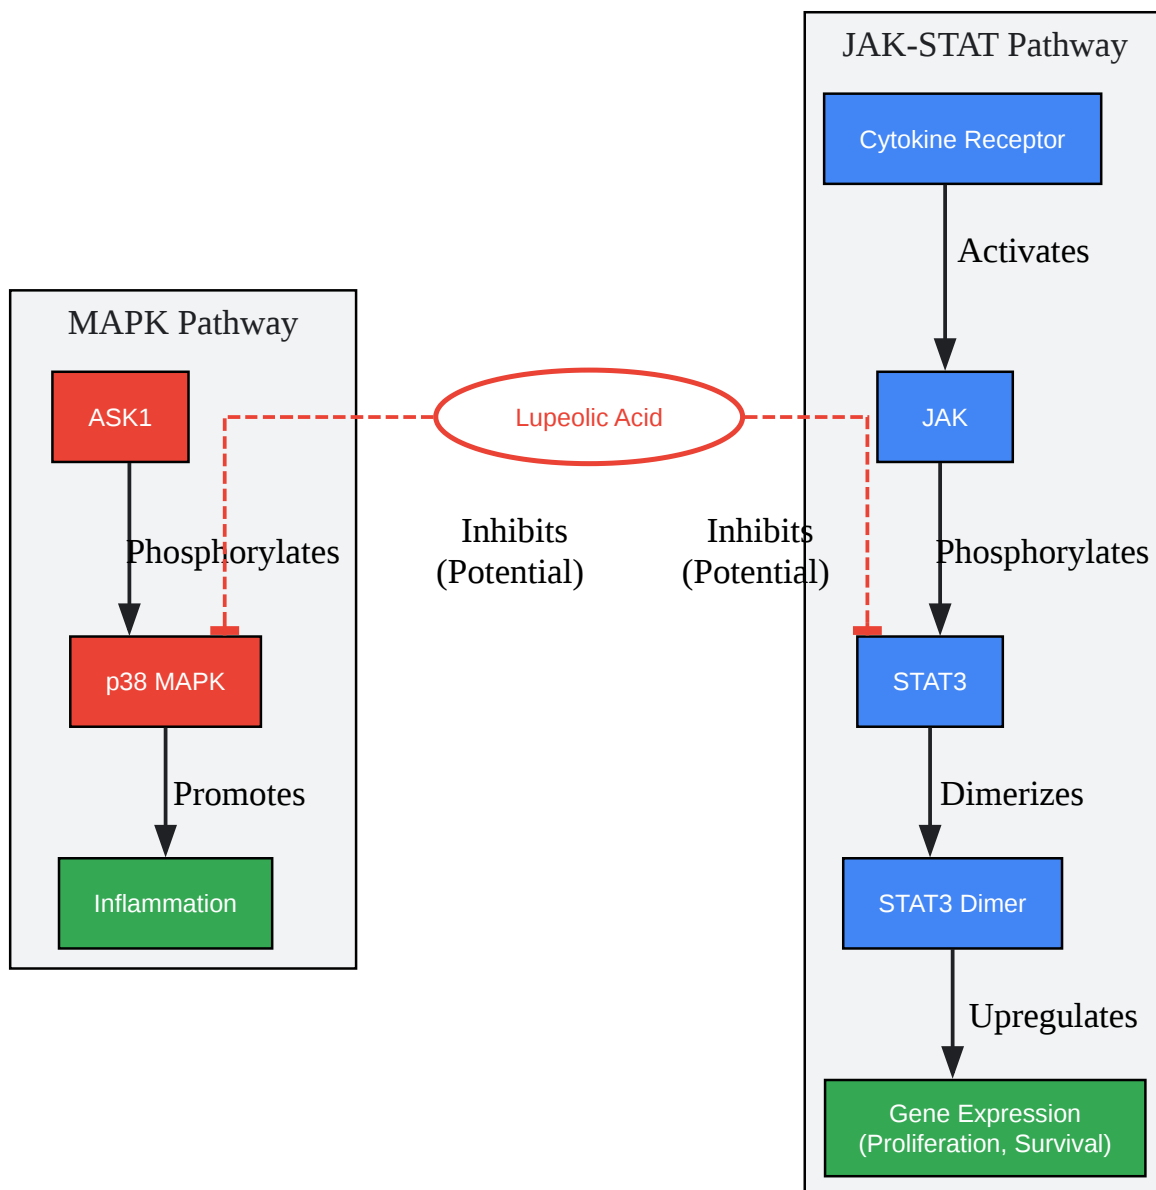 JAK-STAT Pathway
Cytokine Receptor
Activates
MAPK Pathway
ASK1
Lupeolic Acid
JAK
Phosphorylates
Inhibits
(Potential)
Inhibits
(Potential)
Phosphorylates
p38 MAPK
STAT3
Promotes
Dimerizes
Inflammation
STAT3 Dimer
Upregulates
Gene Expression
(Proliferation, Survival)